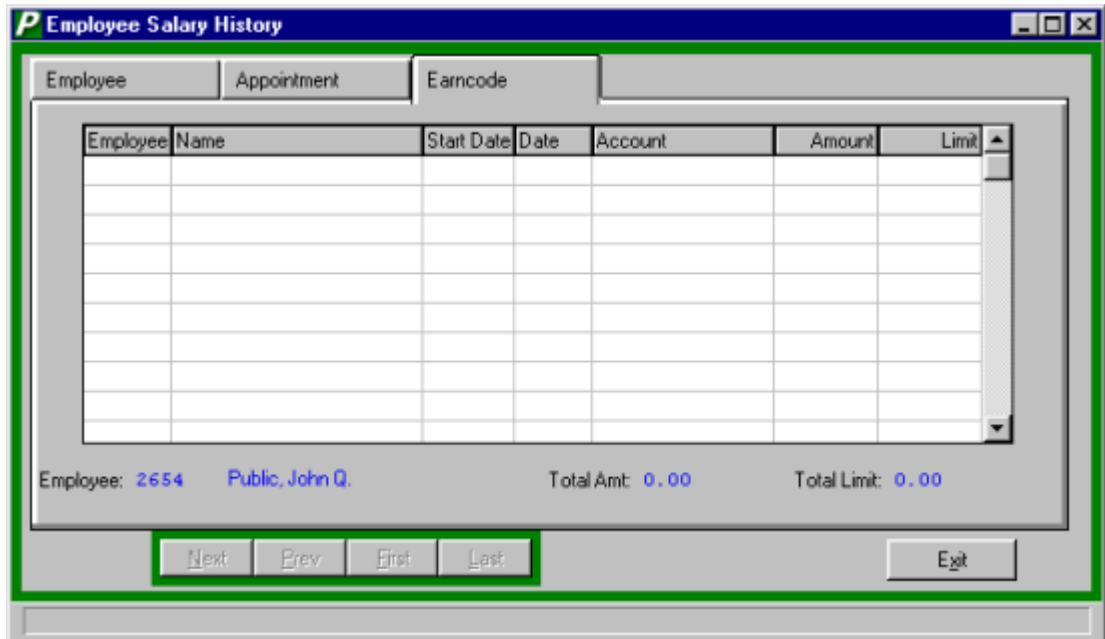 P Employee Salary History
Employee Appointment Earncode
Employee Name Start Date Date Account Amount Limit
Employee: 2654 Public, John Q. Total Amt: 0.00 Total Limit: 0.00
Next Prev First Last Exit